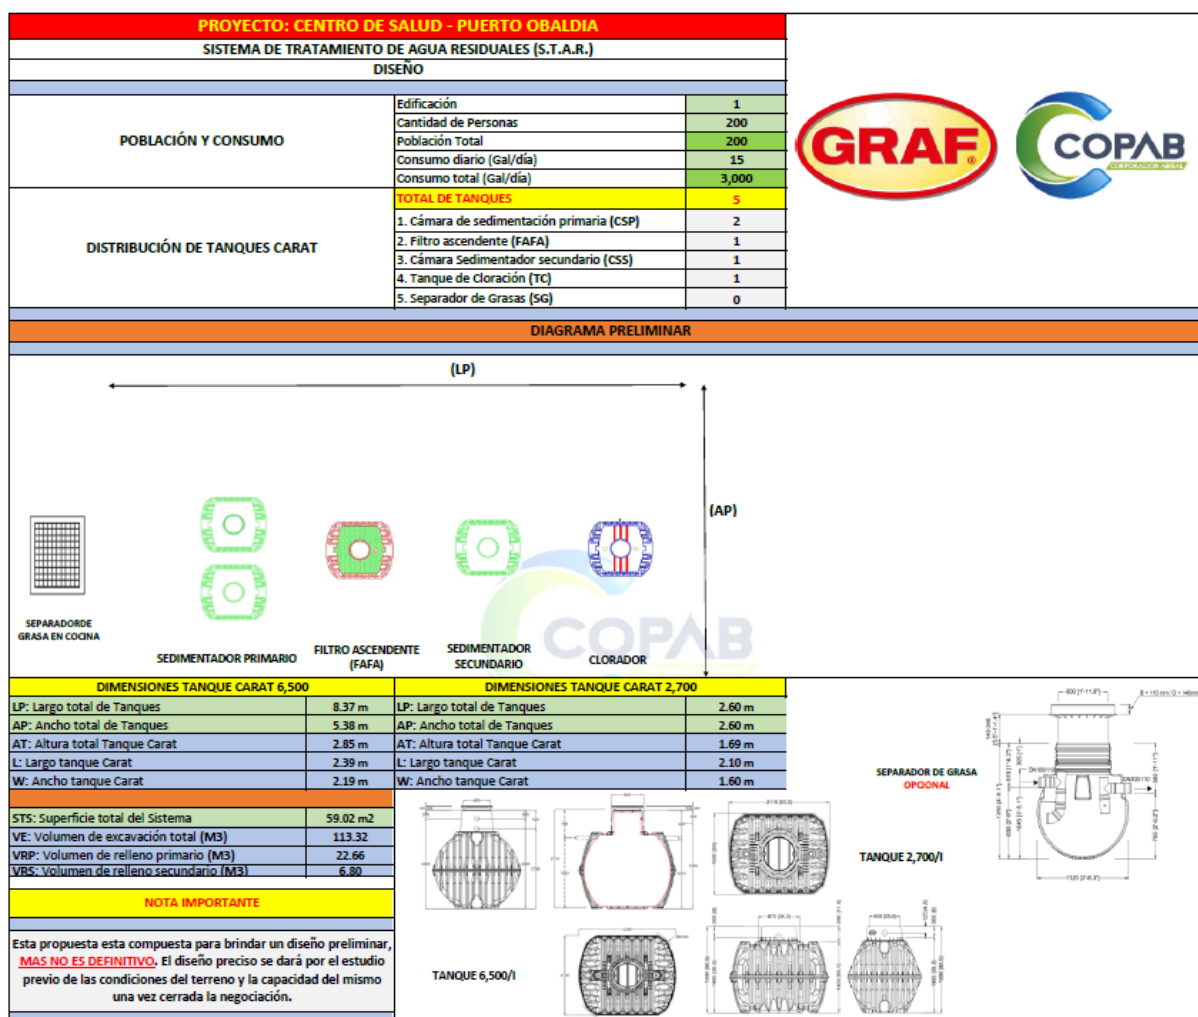 PROYECTO: CENTRO DE SALUD - PUERTO OBALDIA
SISTEMA DE TRATAMIENTO DE AGUA RESIDUALES (S.T.A.R.)
DISEÑO
POBLACIÓN Y CONSUMO
Edificación 1
Cantidad de Personas 200
Población Total 200
Consumo diario (Gal/día) 15
Consumo total (Gal/día) 3,000
GRAF®
COPAB
CORPORACION ABISAL
DISTRIBUCIÓN DE TANQUES CARAT
TOTAL DE TANQUES 5
1. Cámara de sedimentación primaria (CSP) 2
2. Filtro ascendente (FAFA) 1
3. Cámara Sedimentador secundario (CSS) 1
4. Tanque de Cloración (TC) 1
5. Separador de Grasas (SG) 0
DIAGRAMA PRELIMINAR
(LP)
(AP)
COPAB
SEPARADORDE
GRASA EN COCINA
SEDIMENTADOR PRIMARIO
FILTRO ASCENDENTE
(FAFA)
SEDIMENTADOR
SECUNDARIO
CLORADOR
DIMENSIONES TANQUE CARAT 6,500
LP: Largo total de Tanques 8.37 m
AP: Ancho total de Tanques 5.38 m
AT: Altura total Tanque Carat 2.85 m
L: Largo tanque Carat 2.39 m
W: Ancho tanque Carat 2.19 m
DIMENSIONES TANQUE CARAT 2,700
LP: Largo total de Tanques 2.60 m
AP: Ancho total de Tanques 2.60 m
AT: Altura total Tanque Carat 1.69 m
L: Largo tanque Carat 2.10 m
W: Ancho tanque Carat 1.60 m
STS: Superficie total del Sistema 59.02 m2
VE: Volumen de excavación total (M3) 113.32
VRP: Volumen de relleno primario (M3) 22.66
VRS: Volumen de relleno secundario (M3) 6.80
NOTA IMPORTANTE
Esta propuesta esta compuesta para brindar un diseño preliminar,
MAS NO ES DEFINITIVO. El diseño preciso se dará por el estudio
previo de las condiciones del terreno y la capacidad del mismo
una vez cerrada la negociación.
SEPARADOR DE GRASA
OPCIONAL
TANQUE 2,700/l
TANQUE 6,500/l